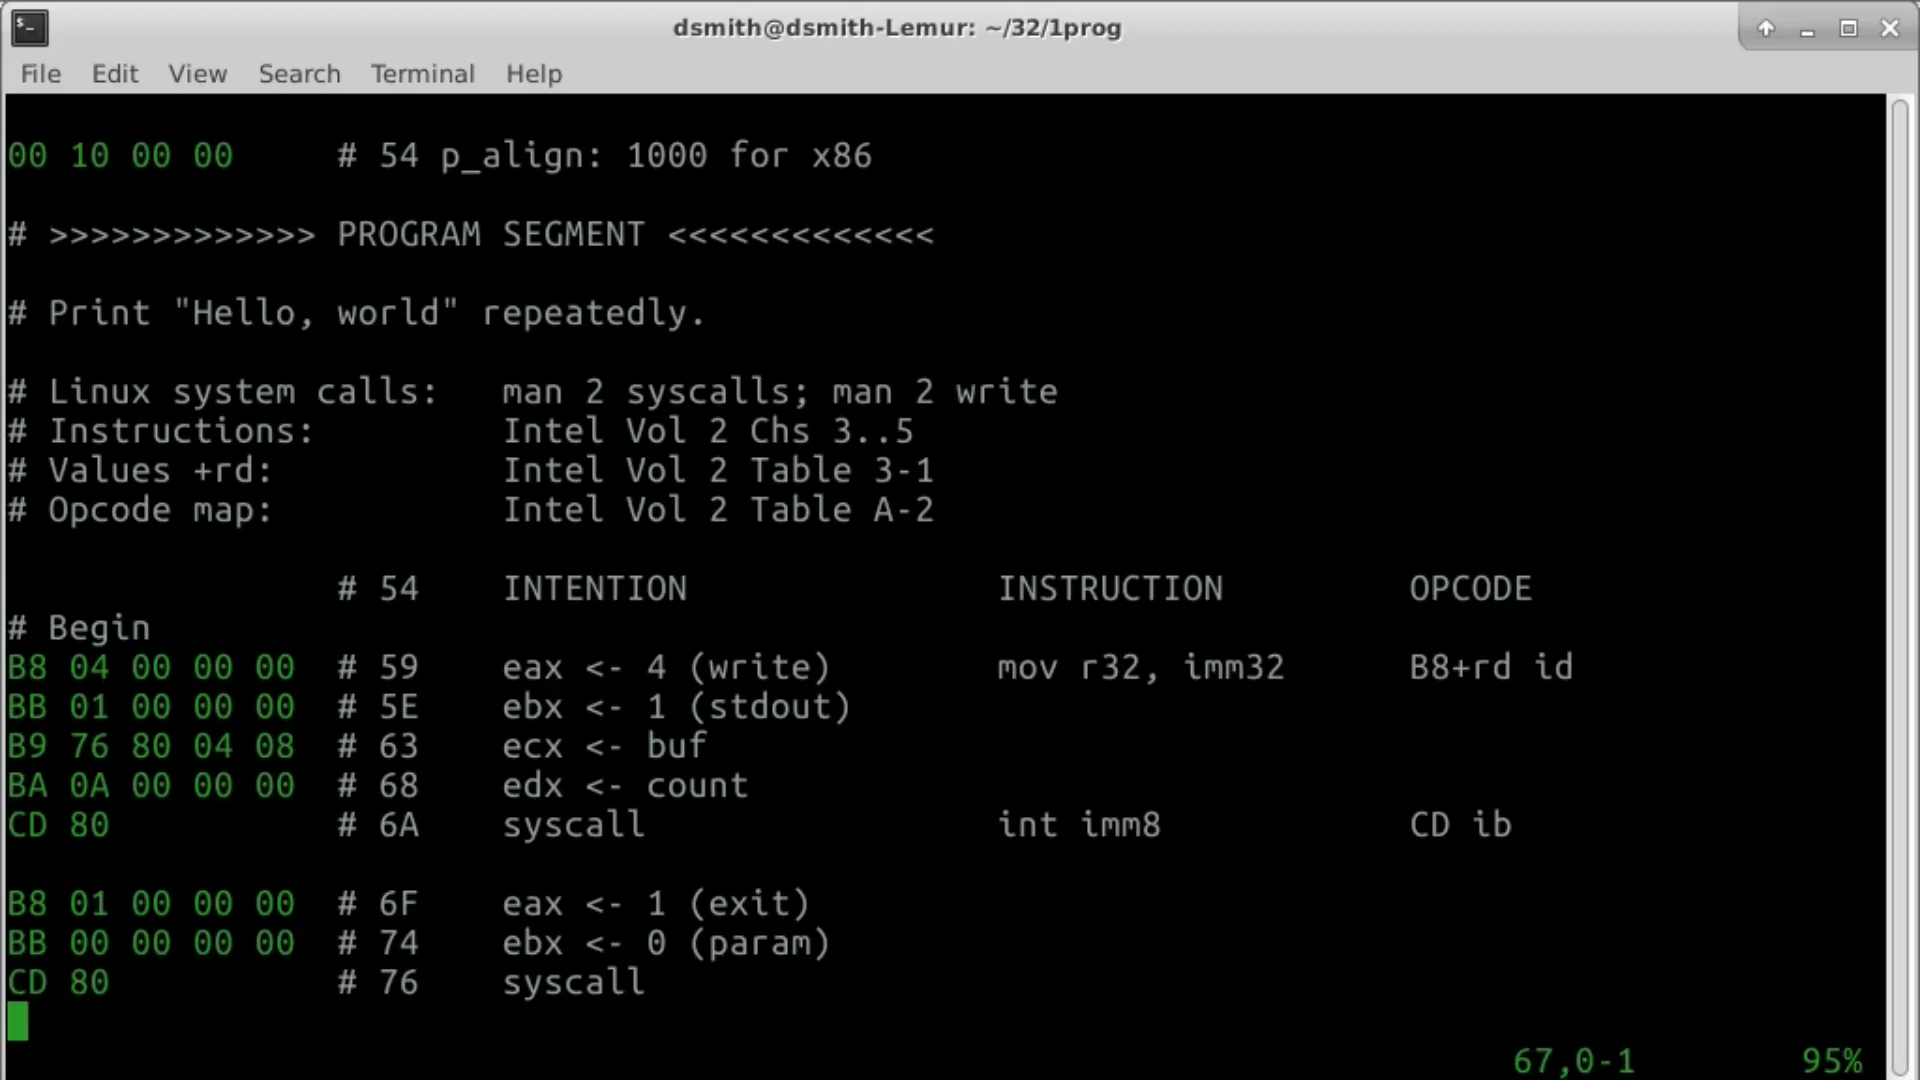 dsmith@dsmith-Lemur: ~/32/1prog
File Edit View Search Terminal Help
00 10 00 00 # 54 p_align: 1000 for x86
# >>>>>>>>>>>>> PROGRAM SEGMENT <<<<<<<<<<<<<
# Print "Hello, world" repeatedly.
# Linux system calls: man 2 syscalls; man 2 write
# Instructions: Intel Vol 2 Chs 3..5
# Values +rd: Intel Vol 2 Table 3-1
# Opcode map: Intel Vol 2 Table A-2
# 54 INTENTION INSTRUCTION OPCODE
# Begin
B8 04 00 00 00 # 59 eax <- 4 (write) mov r32, imm32 B8+rd id
BB 01 00 00 00 # 5E ebx <- 1 (stdout)
B9 76 80 04 08 # 63 ecx <- buf
BA 0A 00 00 00 # 68 edx <- count
CD 80 # 6A syscall int imm8 CD ib
B8 01 00 00 00 # 6F eax <- 1 (exit)
BB 00 00 00 00 # 74 ebx <- 0 (param)
CD 80 # 76 syscall
67,0-1 95%